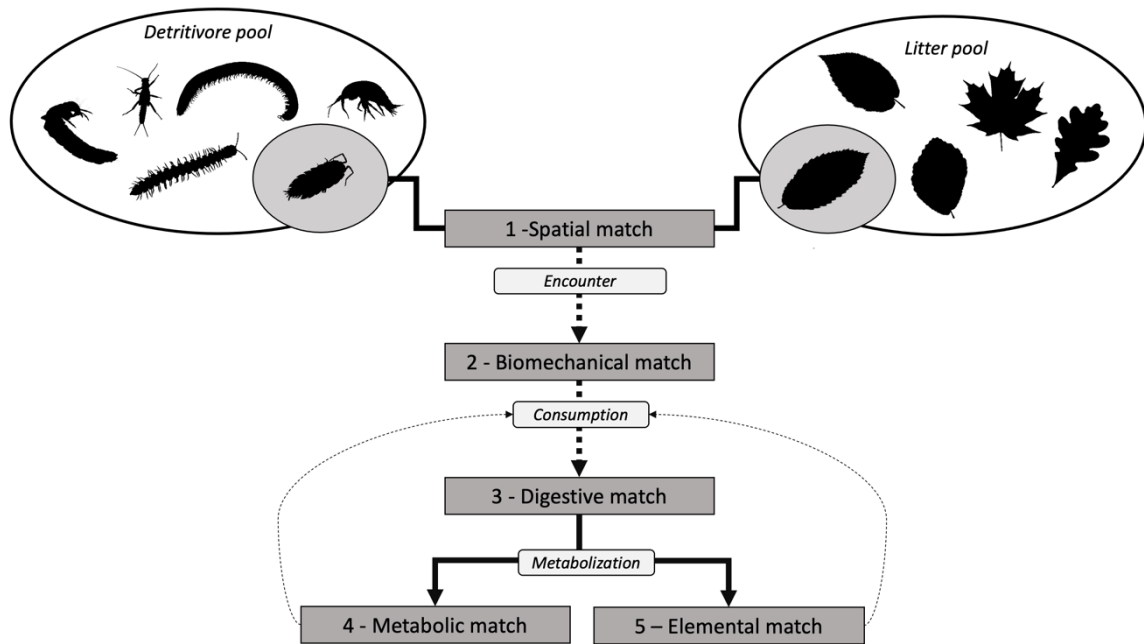 Detritivore pool
Litter pool
1 -Spatial match
Encounter
2 - Biomechanical match
Consumption
3 - Digestive match
Metabolization
4 - Metabolic match
5 – Elemental match